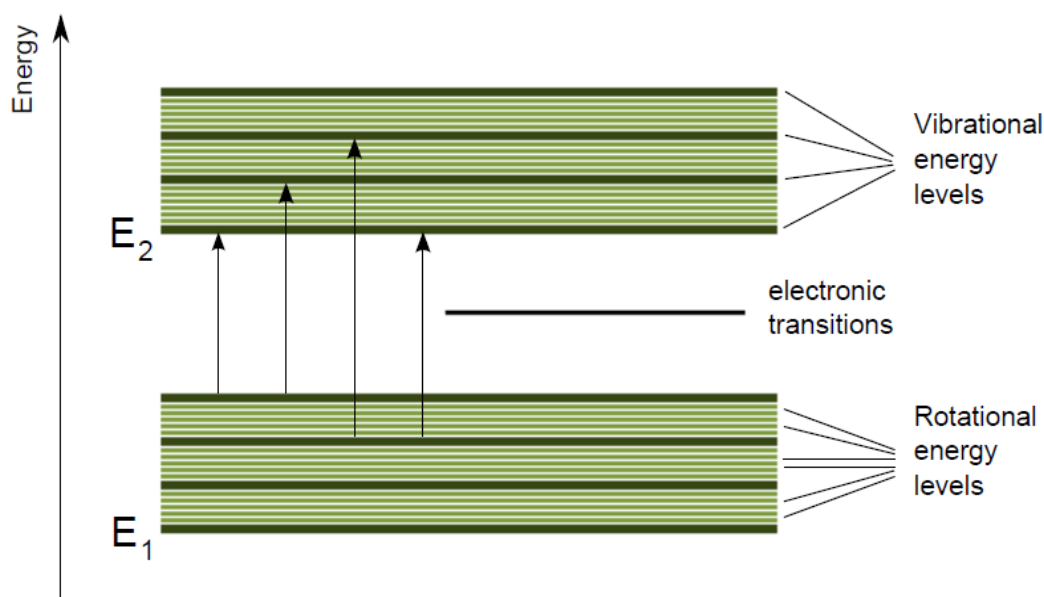 Energy
Vibrational
energy
levels
E2
electronic
transitions
Rotational
energy
levels
E1